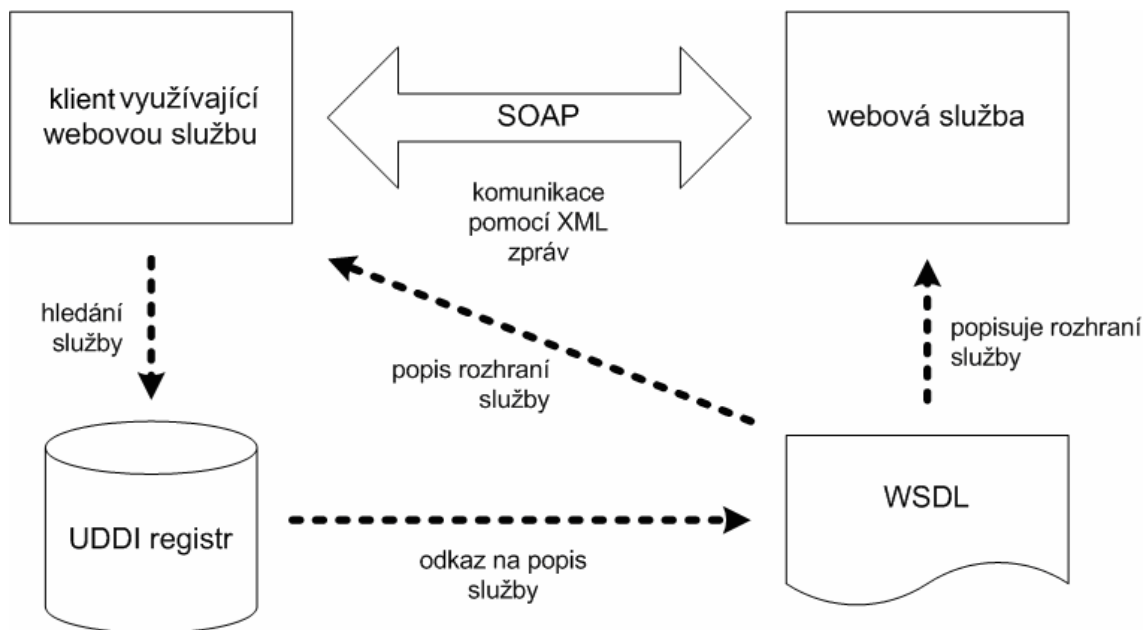 klient využívající
webovou službu
SOAP
webová služba
komunikace
pomocí XML
zpráv
hledání
služby
popis rozhraní
služby
popisuje rozhraní
služby
UDDI registr
odkaz na popis
služby
WSDL